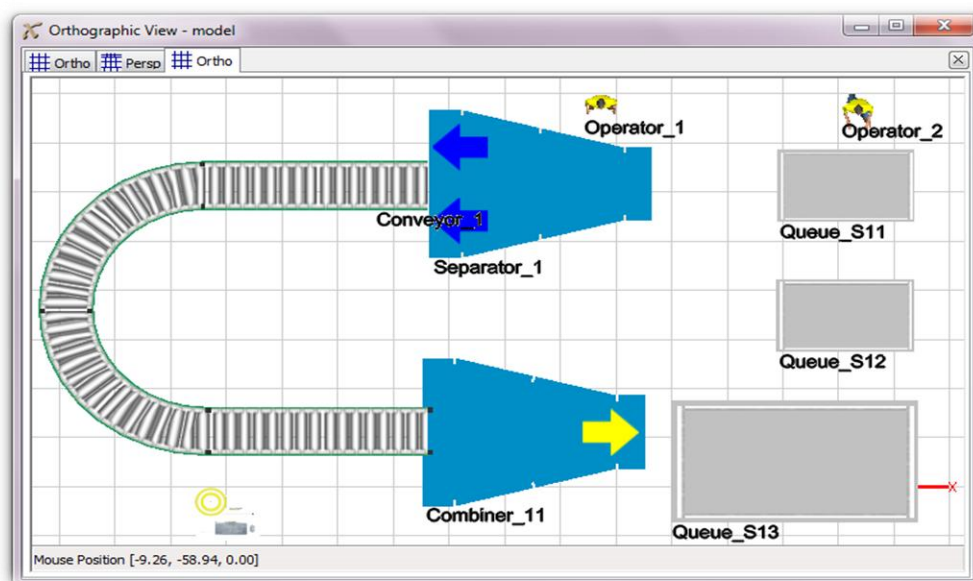 Orthographic View - model
Ortho Persp Ortho
Operator_1
Operator_2
Conveyor_1
Queue_S11
Separator_1
Queue_S12
Combiner_11
Queue_S13
X
Mouse Position [-9.26, -58.94, 0.00]